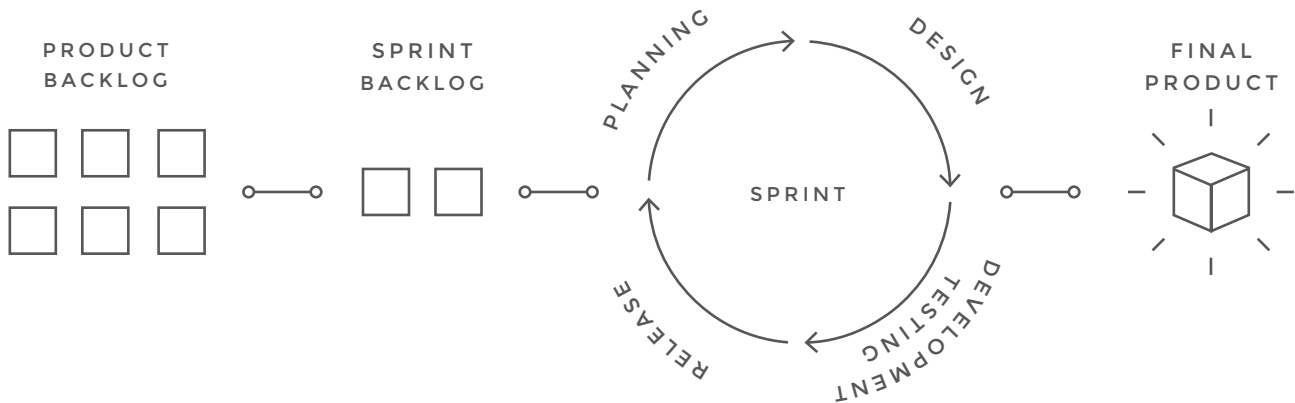 PRODUCT
BACKLOG
SPRINT
BACKLOG
PLANNING
DESIGN
SPRINT
DEVELOPMENT
TESTING
RELEASE
FINAL
PRODUCT